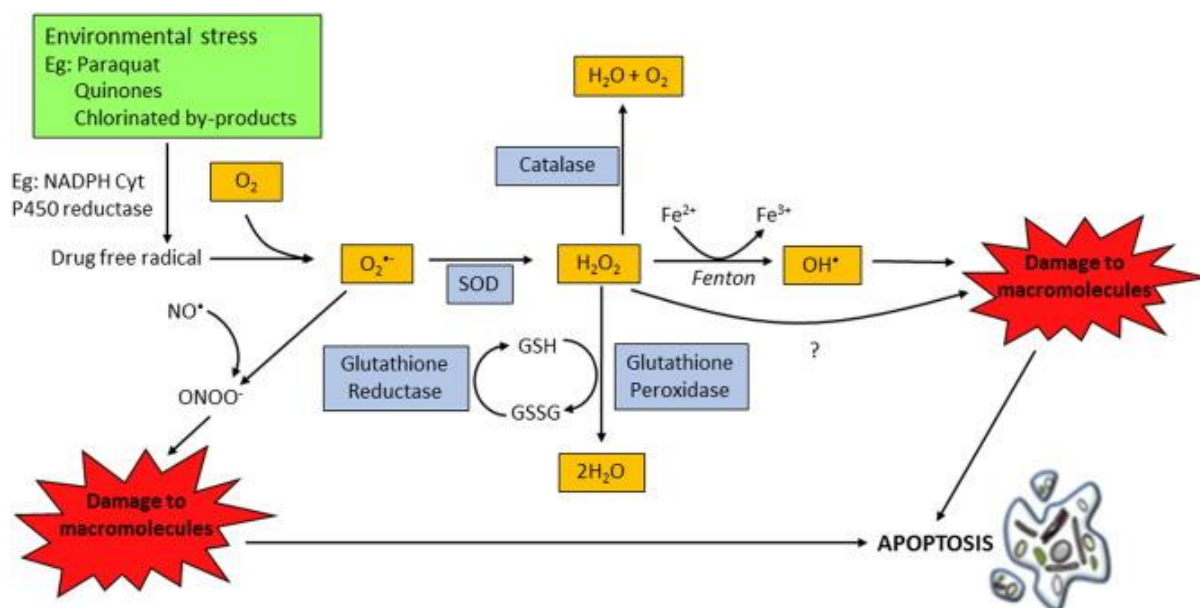 Environmental stress
Eg: Paraquat
Quinones
Chlorinated by-products
H₂O + O₂
Catalase
Eg: NADPH Cyt
P450 reductase
O₂
Fe²⁺
Fe³⁺
Drug free radical
O₂•⁻
SOD
H₂O₂
Fenton
OH•
Damage to
macromolecules
NO•
?
Glutathione
Reductase
GSH
GSSG
Glutathione
Peroxidase
ONOO⁻
2H₂O
Damage to
macromolecules
APOPTOSIS